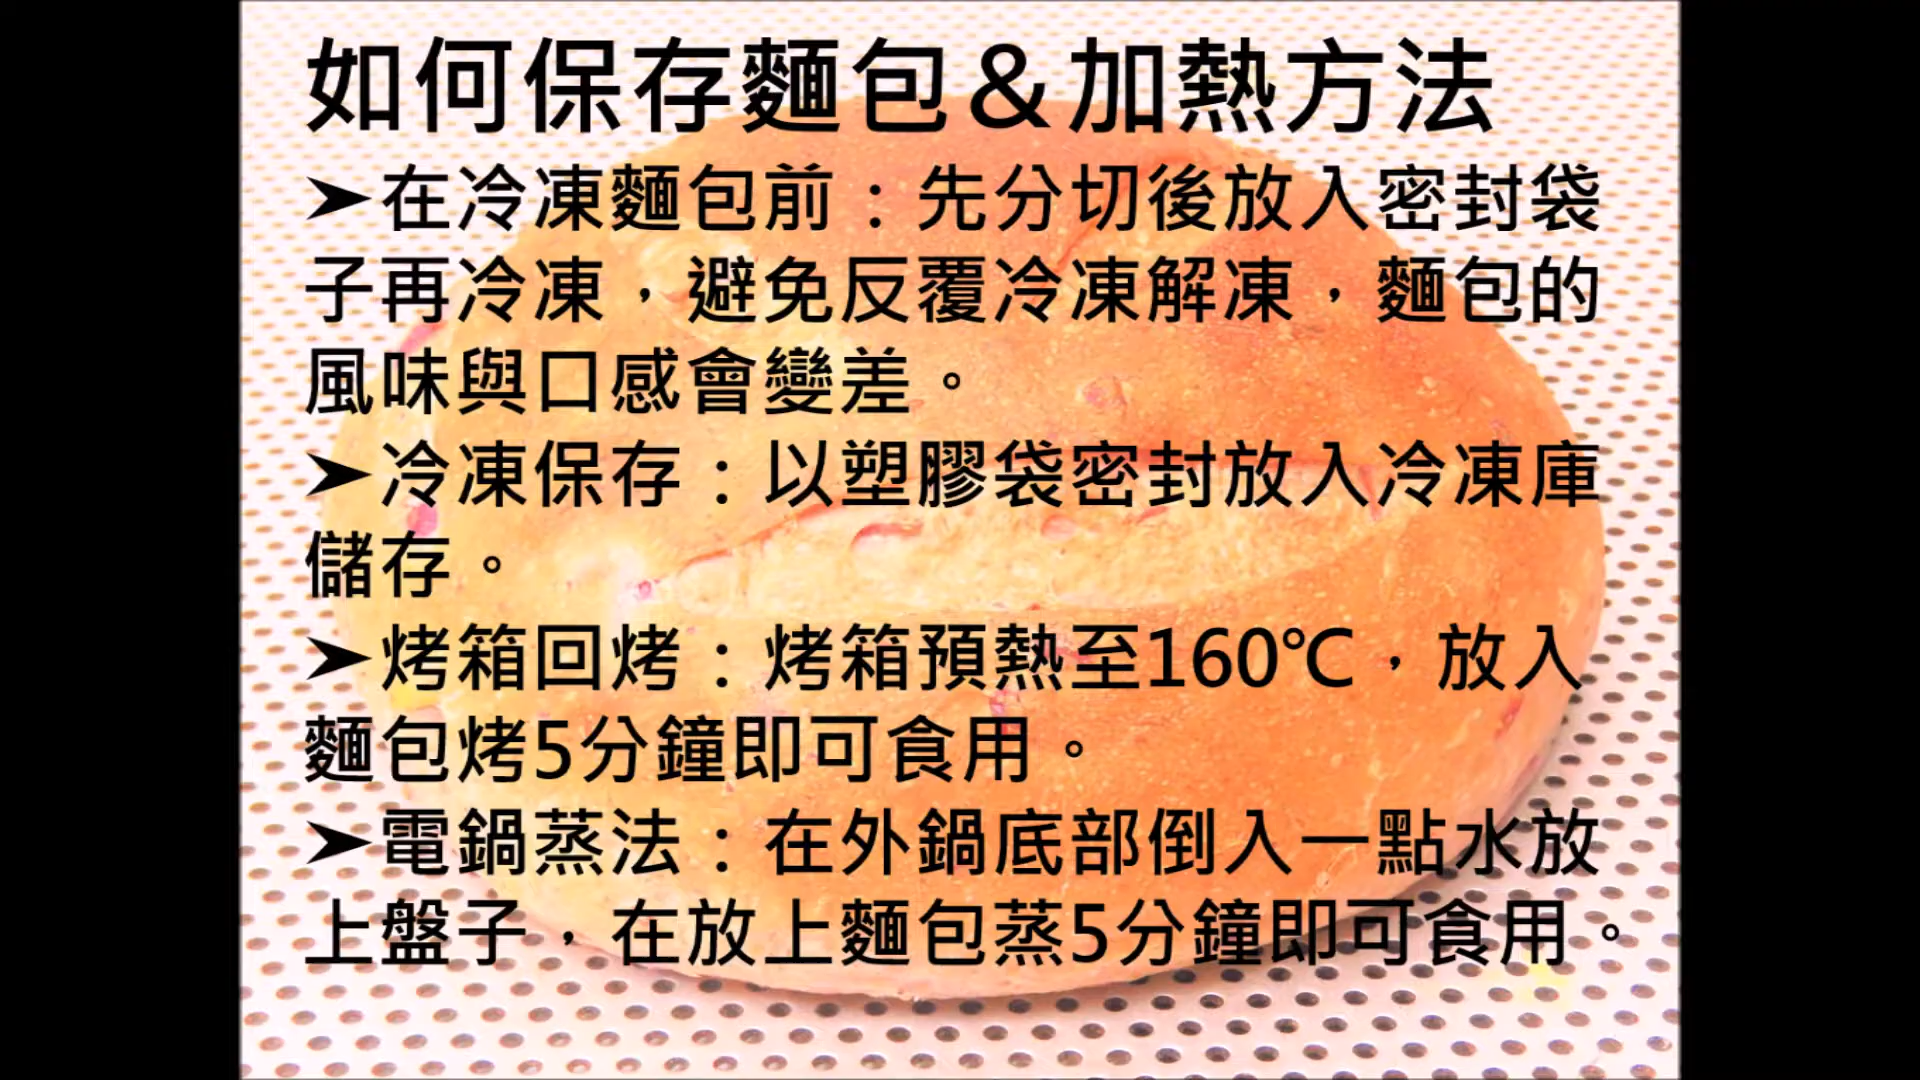 如何保存麵包&加熱方法
➤在冷凍麵包前：先分切後放入密封袋
子再冷凍，避免反覆冷凍解凍，麵包的
風味與口感會變差。
➤冷凍保存：以塑膠袋密封放入冷凍庫
儲存。
➤烤箱回烤：烤箱預熱至160℃，放入
麵包烤5分鐘即可食用。
➤電鍋蒸法：在外鍋底部倒入一點水放
上盤子，在放上麵包蒸5分鐘即可食用。